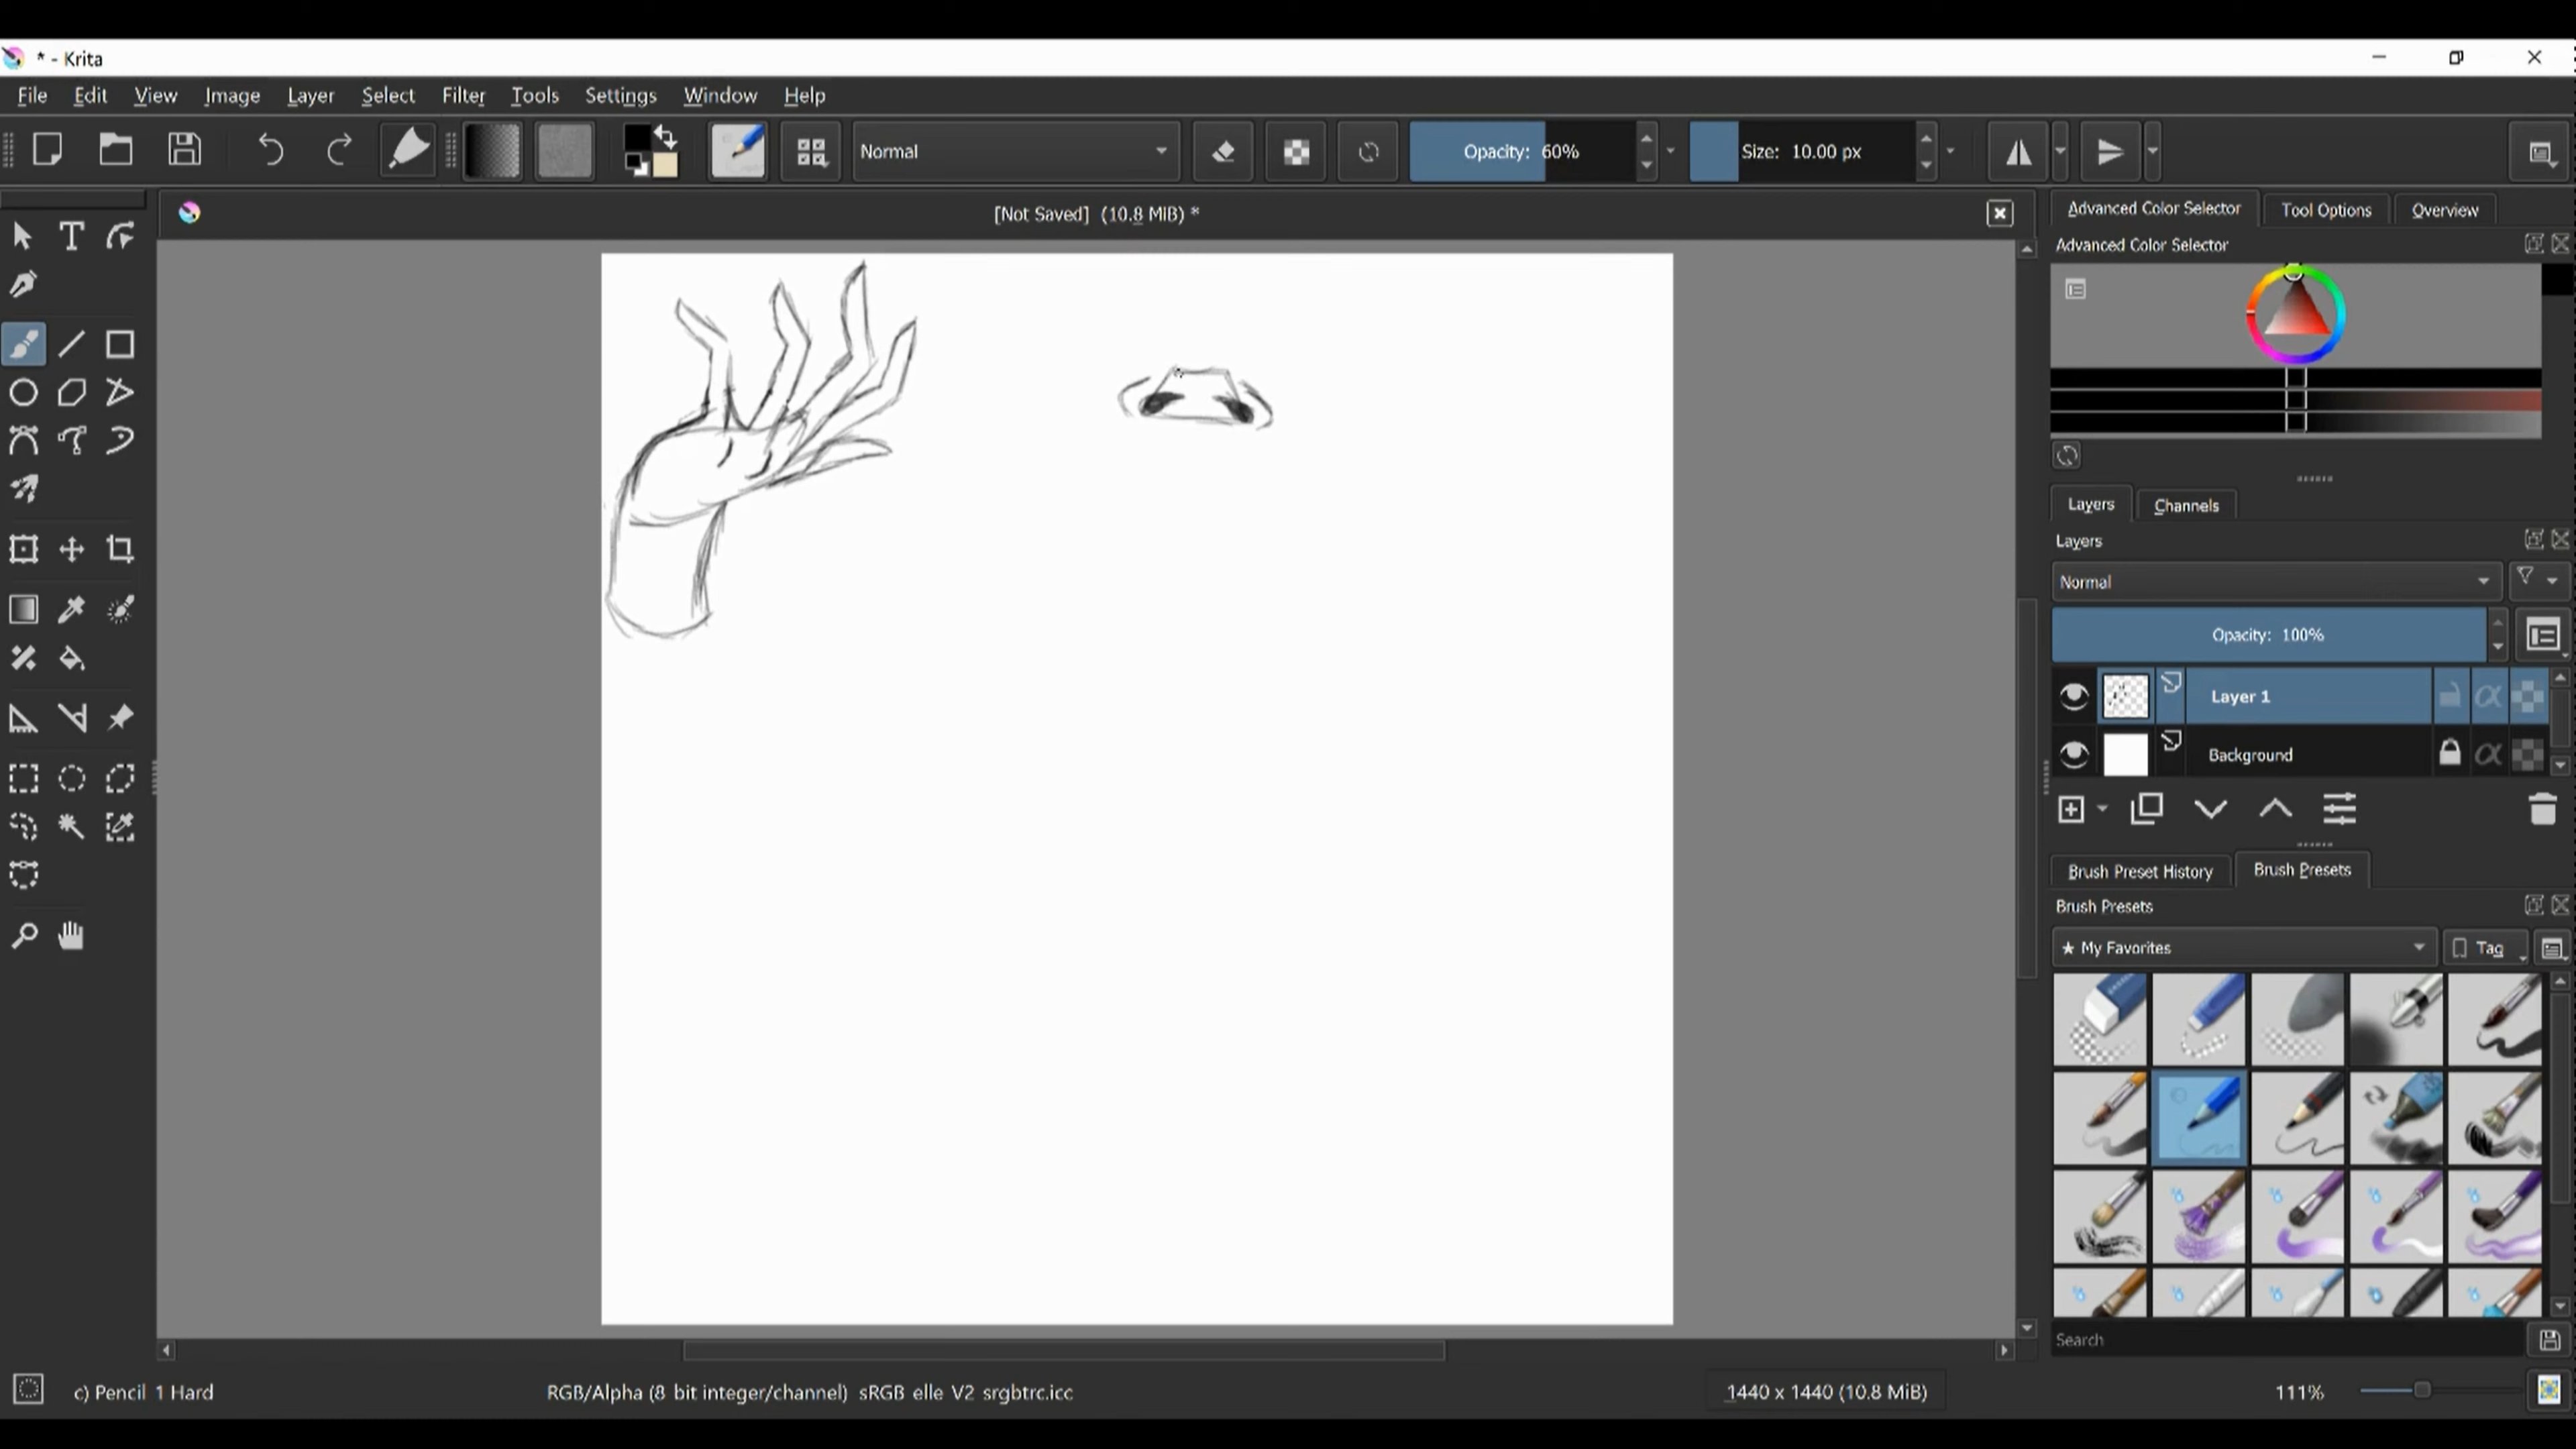 * - Krita
File Edit View Image Layer Select Filter Tools Settings Window Help
Normal Opacity: 60% Size: 10.00 px
[Not Saved] (10.8 MiB) *
Advanced Color Selector Tool Options Overview
Advanced Color Selector
Layers Channels
Layers
Normal
Opacity: 100%
Layer 1
Background
Brush Preset History Brush Presets
Brush Presets
★ My Favorites Tag
Search
c) Pencil 1 Hard RGB/Alpha (8 bit integer/channel) sRGB elle V2 srgbtrc.icc 1440 x 1440 (10.8 MiB) 111%